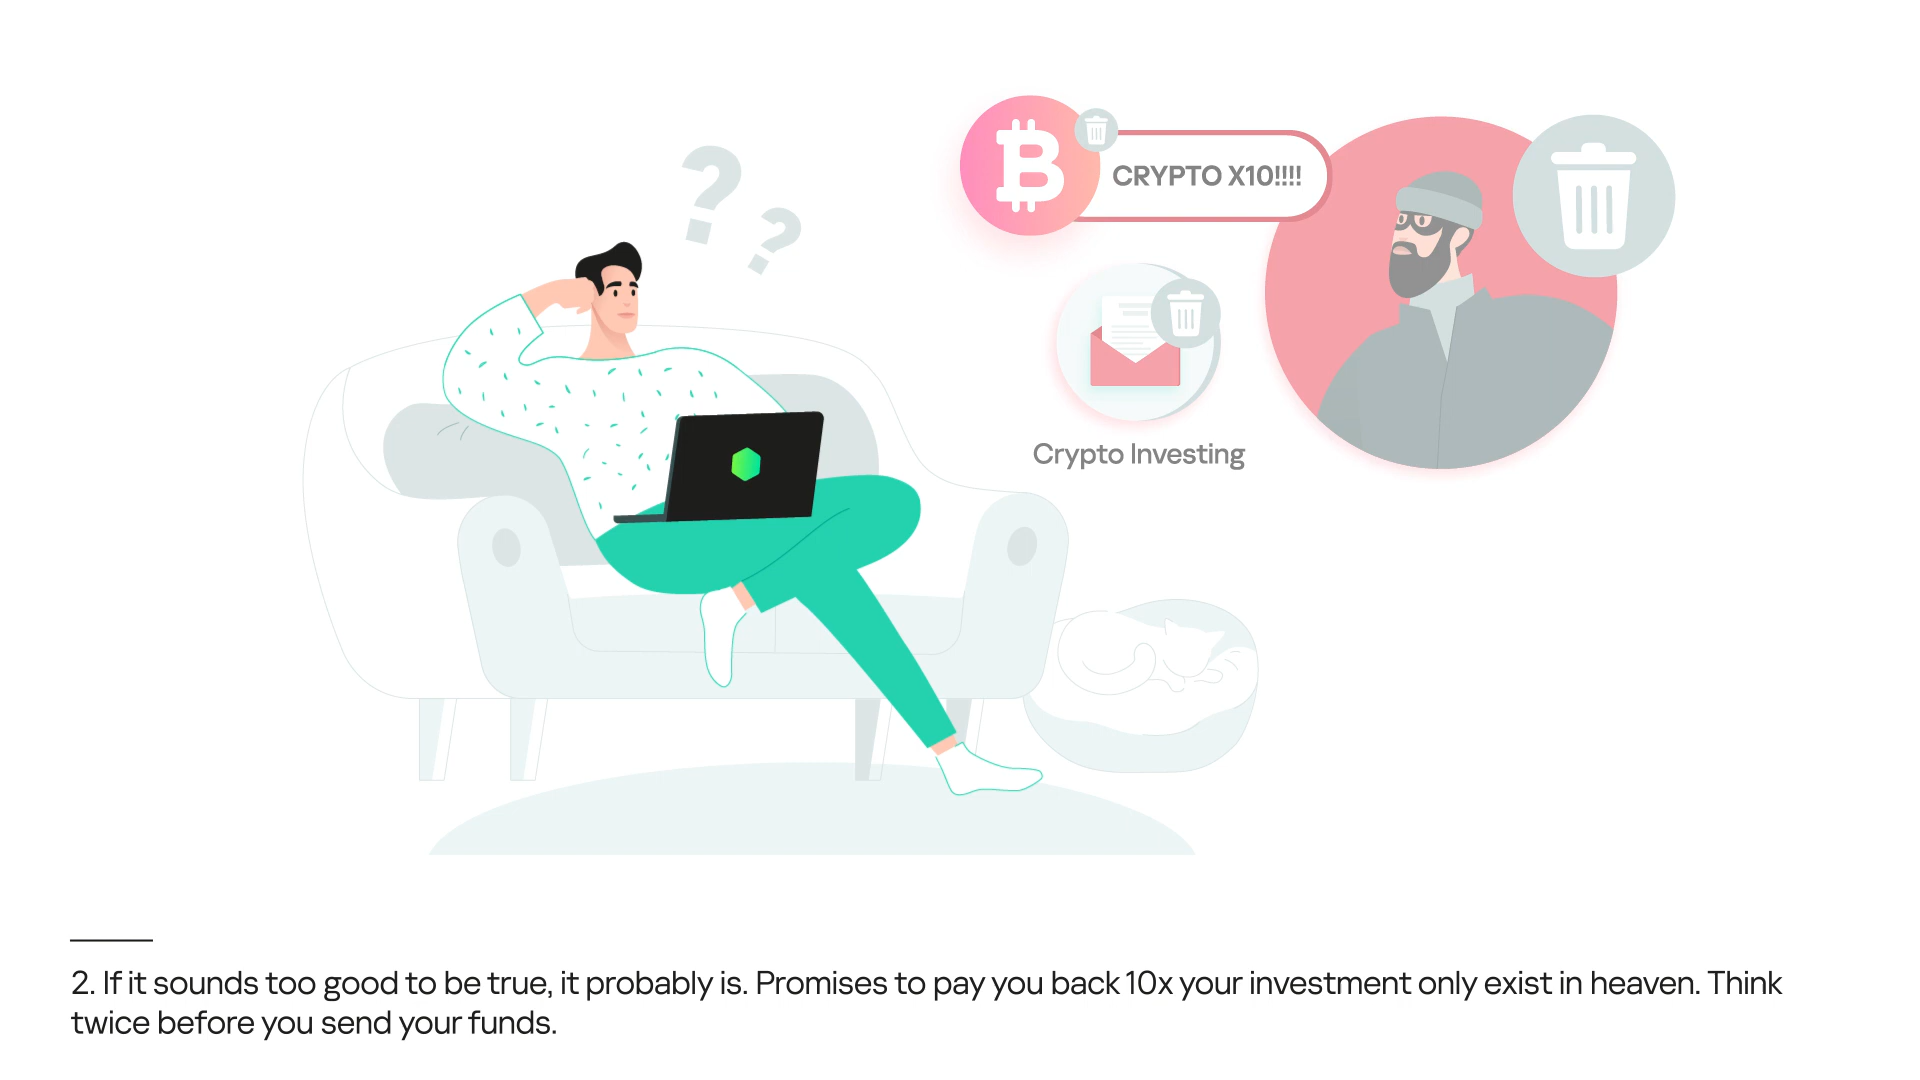 ??
CRYPTO X10!!!!
Crypto Investing
2. If it sounds too good to be true, it probably is. Promises to pay you back 10x your investment only exist in heaven. Think
twice before you send your funds.